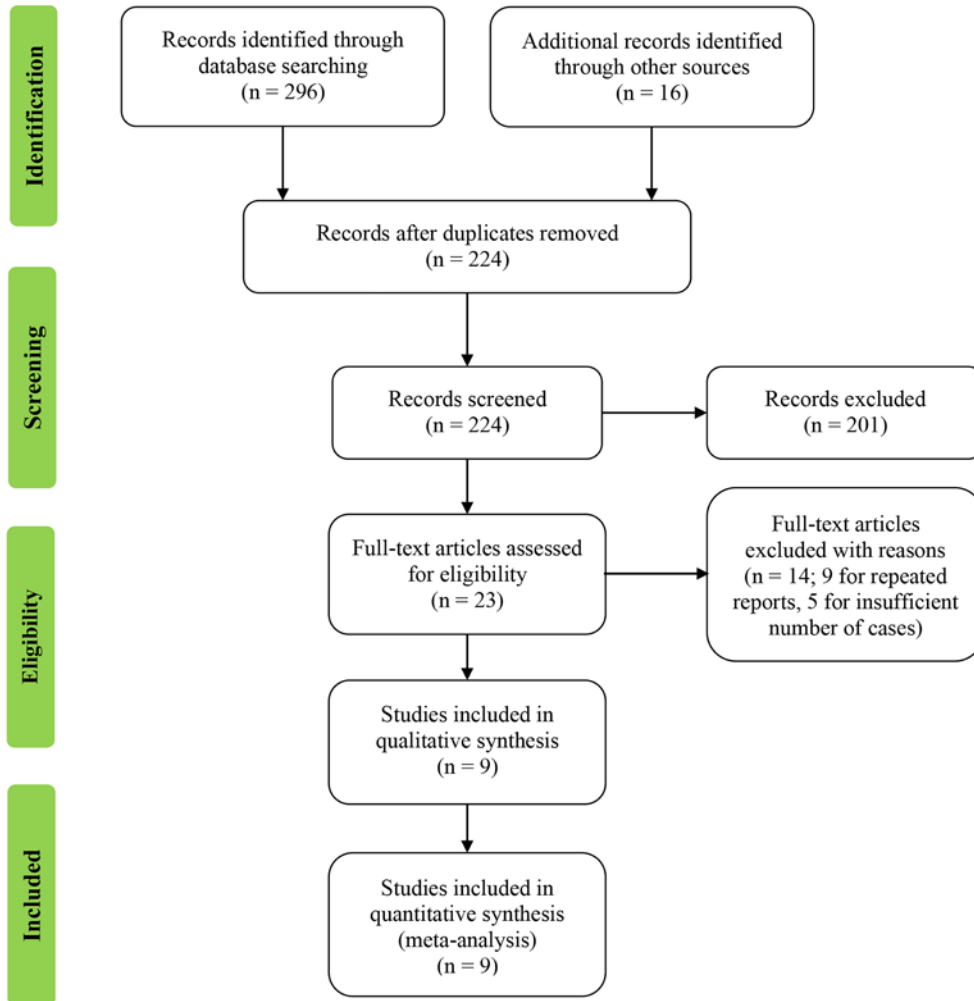 Identification
Records identified through
database searching
(n = 296)
Additional records identified
through other sources
(n = 16)
Records after duplicates removed
(n = 224)
Screening
Records screened
(n = 224)
Records excluded
(n = 201)
Eligibility
Full-text articles assessed
for eligibility
(n = 23)
Full-text articles
excluded with reasons
(n = 14; 9 for repeated
reports, 5 for insufficient
number of cases)
Studies included in
qualitative synthesis
(n = 9)
Included
Studies included in
quantitative synthesis
(meta-analysis)
(n = 9)